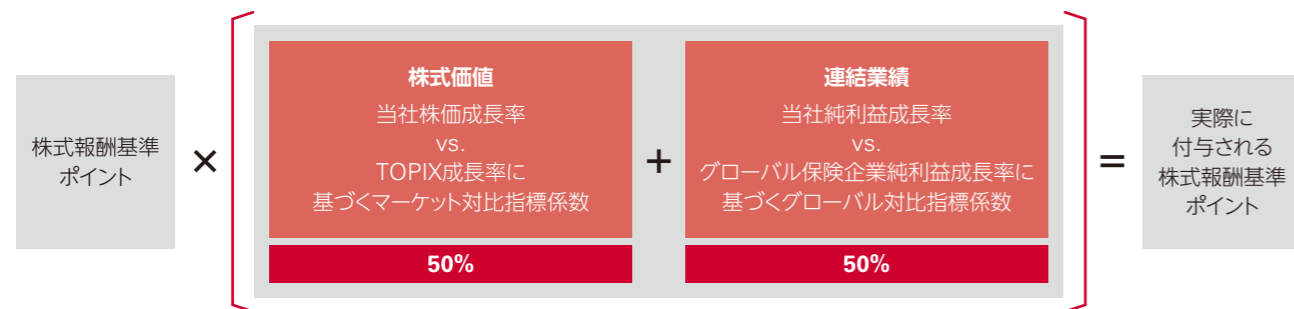 株式報酬基準
ポイント
×
株式価値
当社株価成長率
vs.
TOPIX成長率に
基づくマーケット対比指標係数
50%
+
連結業績
当社純利益成長率
vs.
グローバル保険企業純利益成長率に
基づくグローバル対比指標係数
50%
=
実際に
付与される
株式報酬基準
ポイント